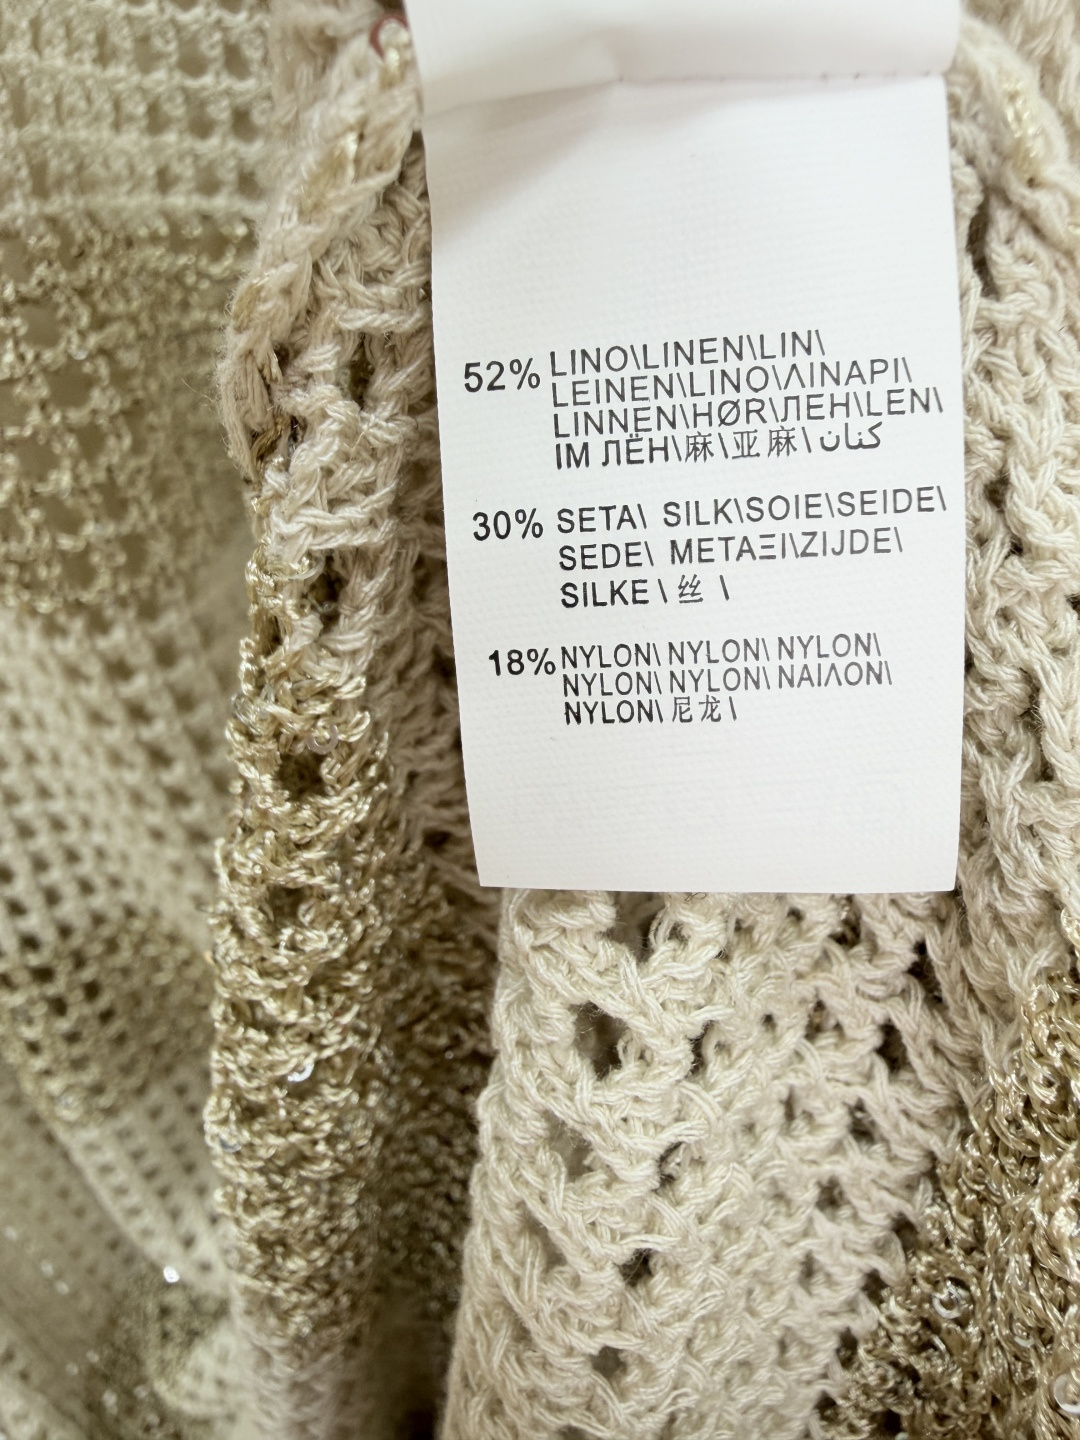 52% LINO\LINEN\LIN\
LEINEN\LINO\ΛΙΝΑΡΙ\
LINNEN\HØR\ЛЕН\LEN\
IM ЛЁН\麻\亚麻\كتان
30% SETA\ SILK\SOIE\SEIDE\
SEDE\ ΜΕΤΑΞΙ\ZIJDE\
SILKE \ 丝 \
18% NYLON\ NYLON\ NYLON\
NYLON\ NYLON\ ΝΑΙΛΟΝ\
NYLON\ 尼龙 \